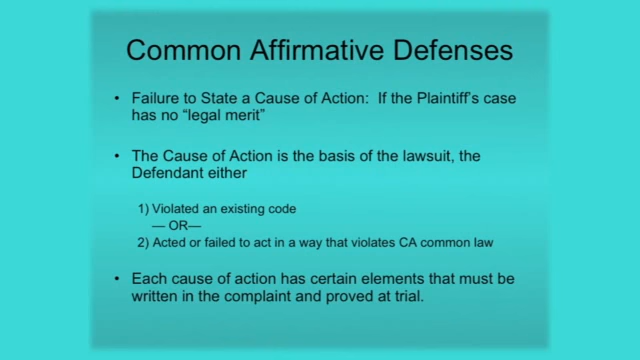 Common Affirmative Defenses
• Failure to State a Cause of Action: If the Plaintiff's case
has no “legal merit”
• The Cause of Action is the basis of the lawsuit, the
Defendant either
1) Violated an existing code
— OR—
2) Acted or failed to act in a way that violates CA common law
• Each cause of action has certain elements that must be
written in the complaint and proved at trial.